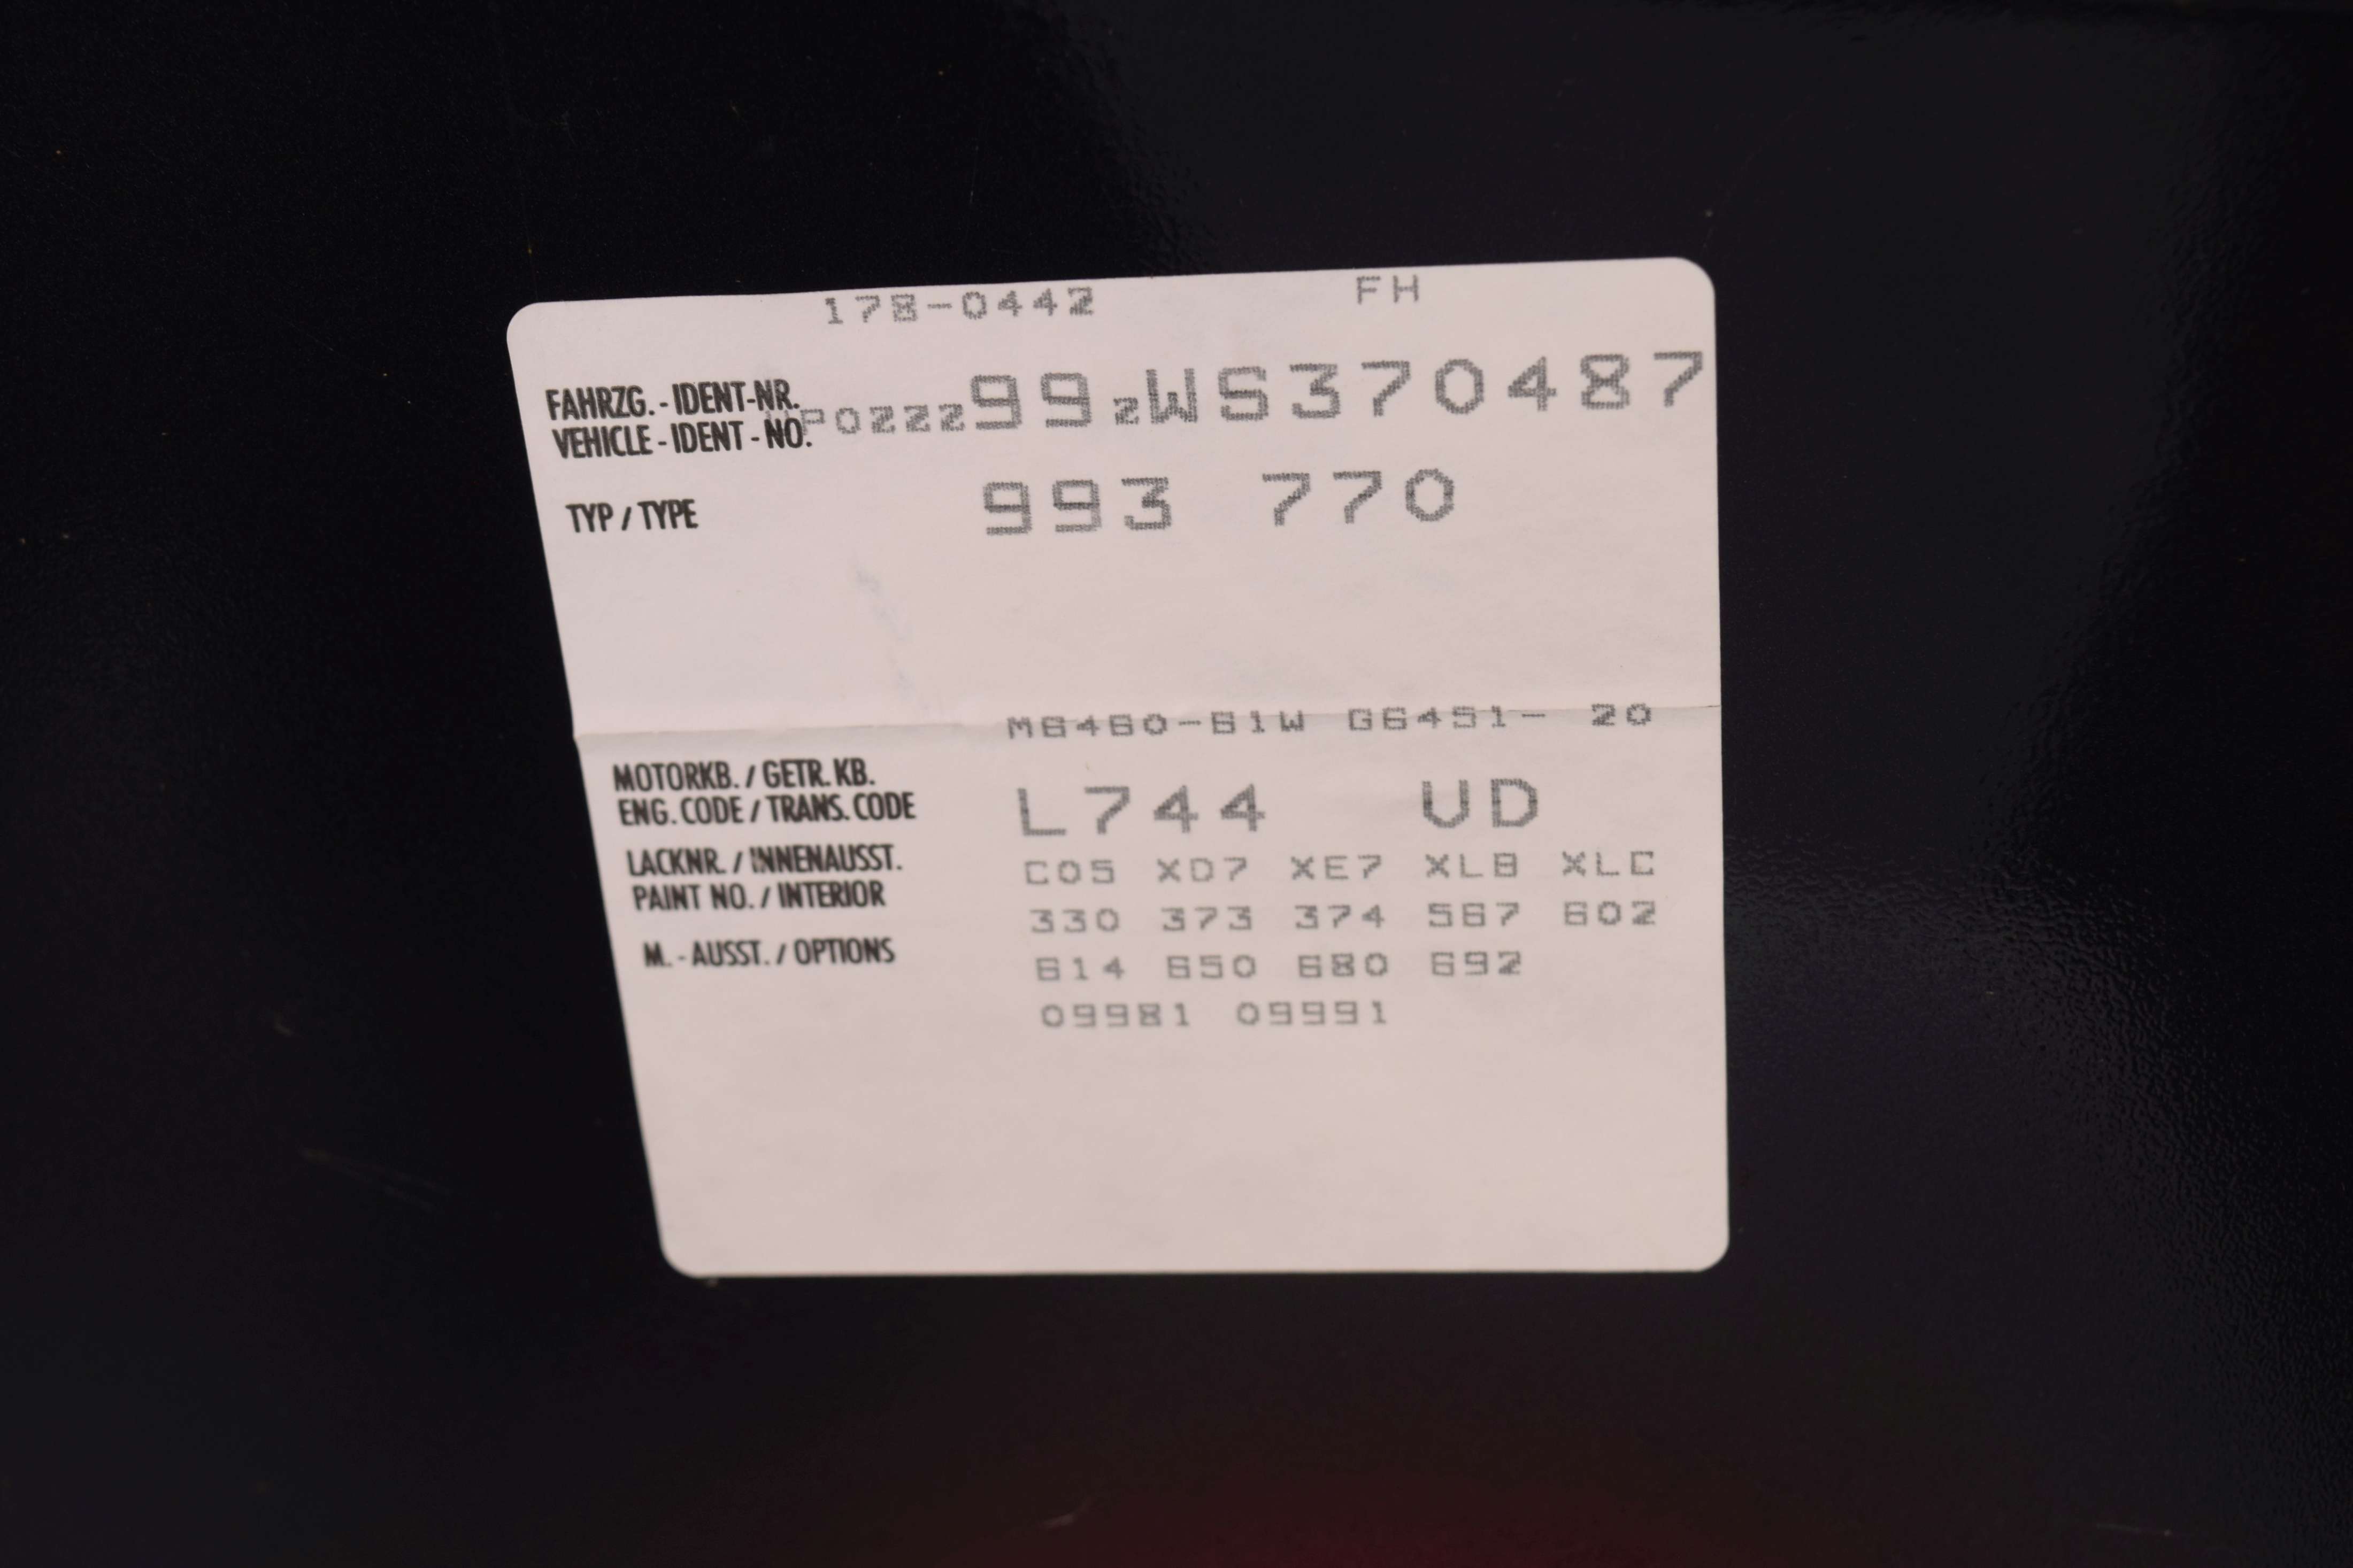 178-0442 FH
FAHRZG. - IDENT-NR.
VEHICLE - IDENT - NO.
WP0ZZZ99ZWS370487
TYP / TYPE 993 770
M6460-61W G6451- 20
MOTORKB. / GETR. KB.
ENG. CODE / TRANS. CODE L744 UD
LACKNR. / INNENAUSST. C05 XD7 XE7 XLB XLC
PAINT NO. / INTERIOR 330 373 374 567 602
M. - AUSST. / OPTIONS 614 650 680 692
09981 09991